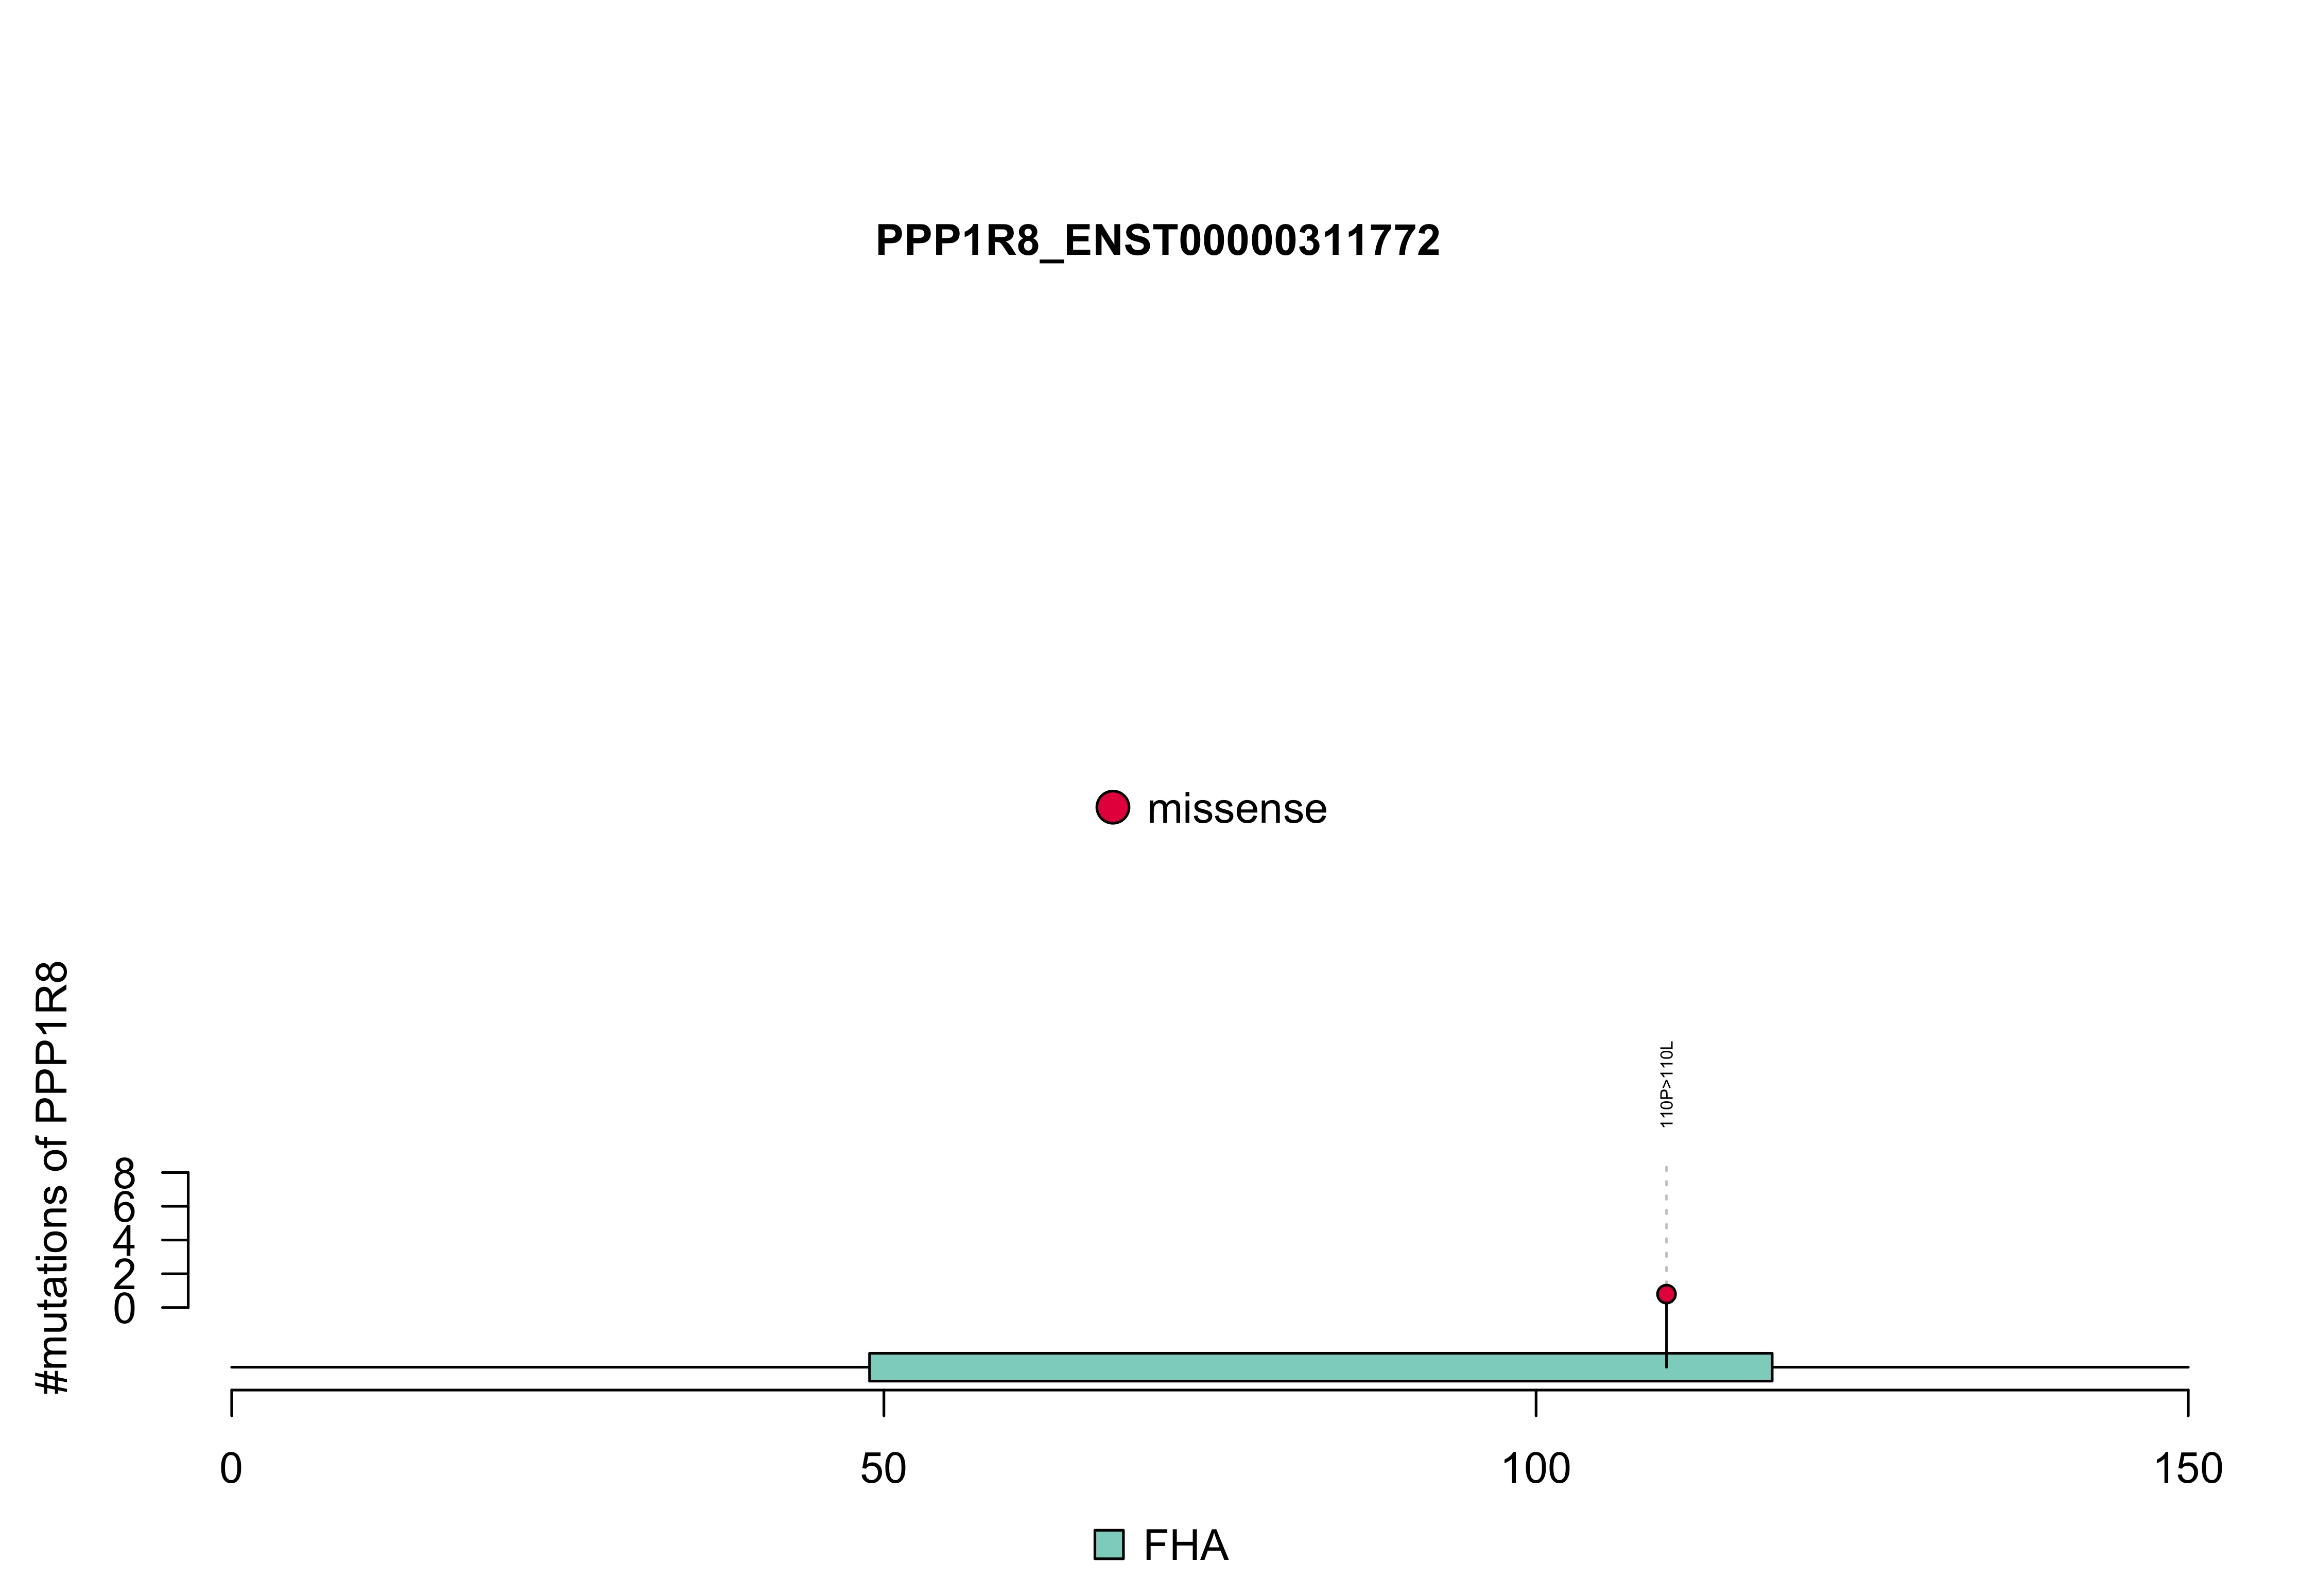 PPP1R8_ENST00000311772
missense
#mutations of PPP1R8
110P>110L
8
6
4
2
0
0 50 100 150
FHA